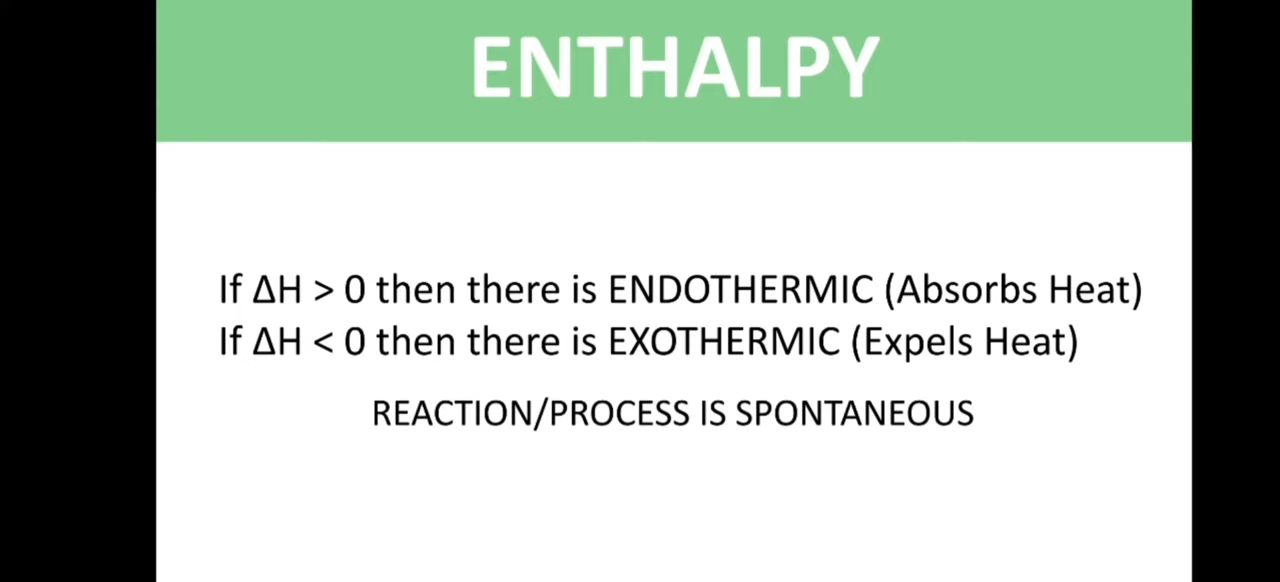 ENTHALPY
If ΔH > 0 then there is ENDOTHERMIC (Absorbs Heat)
If ΔH < 0 then there is EXOTHERMIC (Expels Heat)
REACTION/PROCESS IS SPONTANEOUS